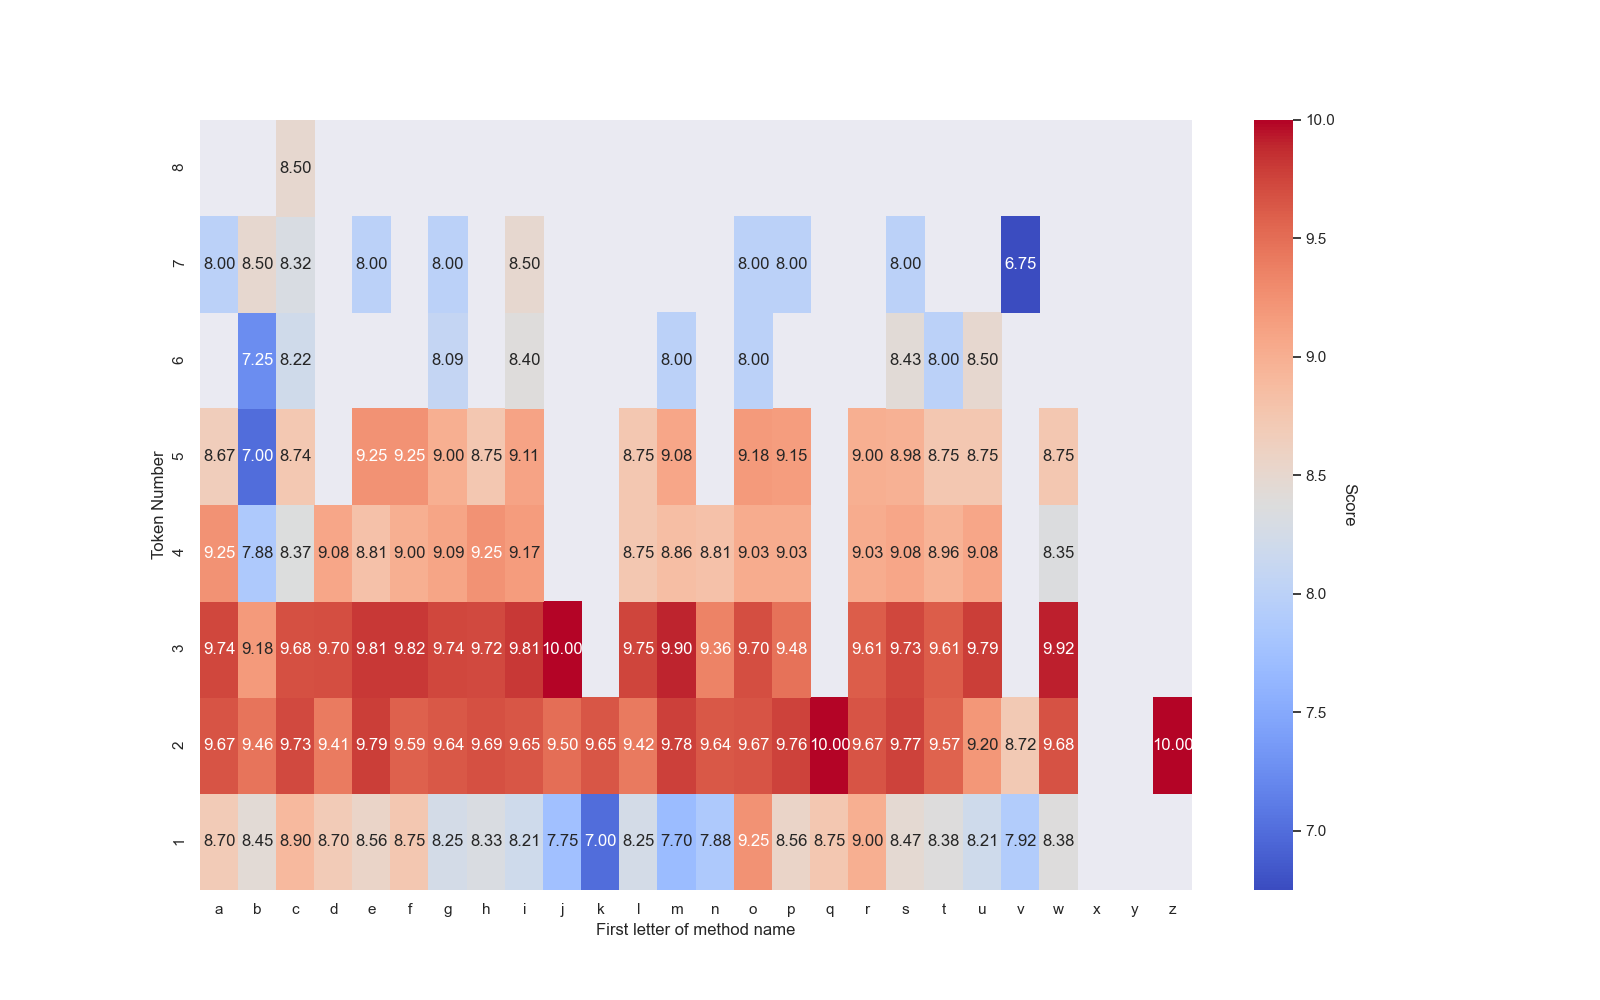 10.0
8 8.50
9.5
7 8.00 8.50 8.32 8.00 8.00 8.50 8.00 8.00 8.00 6.75
9.0
6 7.25 8.22 8.09 8.40 8.00 8.00 8.43 8.00 8.50
5 8.67 7.00 8.74 9.25 9.25 9.00 8.75 9.11 8.75 9.08 9.18 9.15 9.00 8.98 8.75 8.75 8.75
8.5
Token Number
Score
4 9.25 7.88 8.37 9.08 8.81 9.00 9.09 9.25 9.17 8.75 8.86 8.81 9.03 9.03 9.03 9.08 8.96 9.08 8.35
8.0
3 9.74 9.18 9.68 9.70 9.81 9.82 9.74 9.72 9.81 10.00 9.75 9.90 9.36 9.70 9.48 9.61 9.73 9.61 9.79 9.92
7.5
2 9.67 9.46 9.73 9.41 9.79 9.59 9.64 9.69 9.65 9.50 9.65 9.42 9.78 9.64 9.67 9.76 10.00 9.67 9.77 9.57 9.20 8.72 9.68 10.00
7.0
1 8.70 8.45 8.90 8.70 8.56 8.75 8.25 8.33 8.21 7.75 7.00 8.25 7.70 7.88 9.25 8.56 8.75 9.00 8.47 8.38 8.21 7.92 8.38
a b c d e f g h i j k l m n o p q r s t u v w x y z
First letter of method name